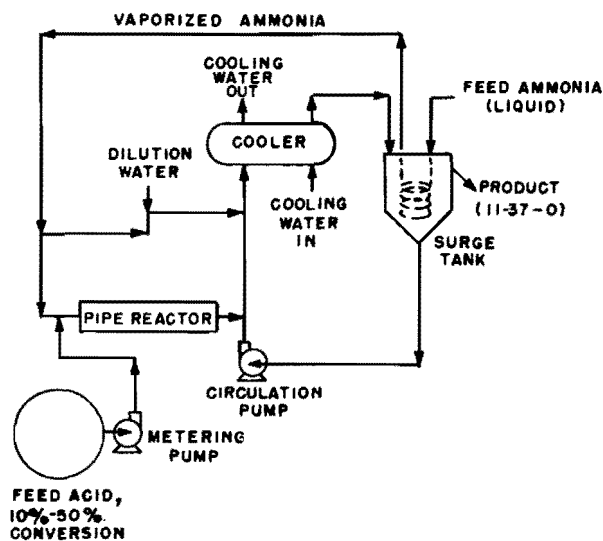 VAPORIZED AMMONIA
COOLING
WATER
OUT
FEED AMMONIA
(LIQUID)
COOLER
DILUTION
WATER
COOLING
WATER
IN
PRODUCT
(11-37-0)
SURGE
TANK
PIPE REACTOR
CIRCULATION
PUMP
METERING
PUMP
FEED ACID,
10%-50%.
CONVERSION